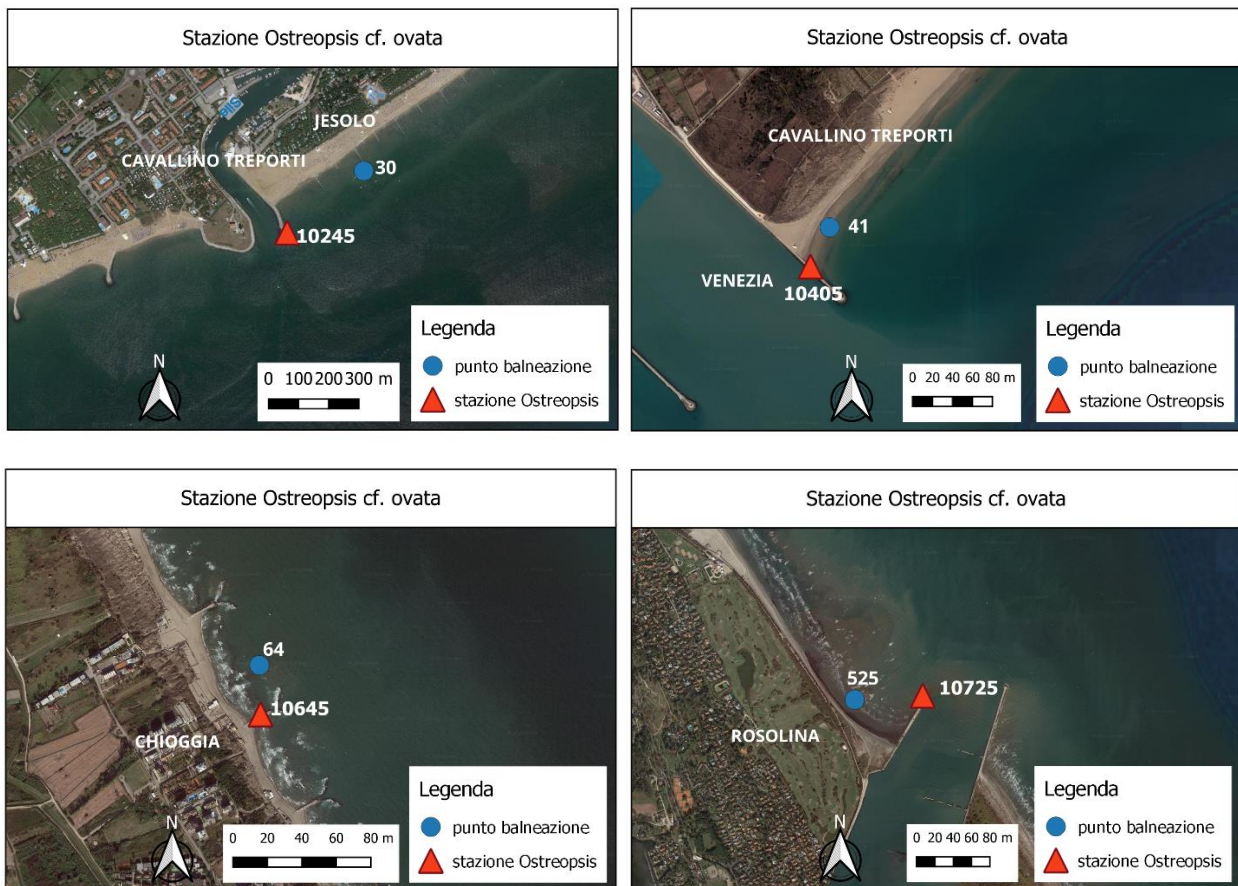 Stazione Ostreopsis cf. ovata
Sile
JESOLO
CAVALLINO TREPORTI
30
10245
N
0 100 200 300 m
Legenda
punto balneazione
stazione Ostreopsis
Stazione Ostreopsis cf. ovata
CAVALLINO TREPORTI
41
VENEZIA
10405
N
0 20 40 60 80 m
Legenda
punto balneazione
stazione Ostreopsis
Stazione Ostreopsis cf. ovata
64
10645
CHIOGGIA
N
0 20 40 60 80 m
Legenda
punto balneazione
stazione Ostreopsis
Stazione Ostreopsis cf. ovata
525
10725
ROSOLINA
N
0 20 40 60 80 m
Legenda
punto balneazione
stazione Ostreopsis